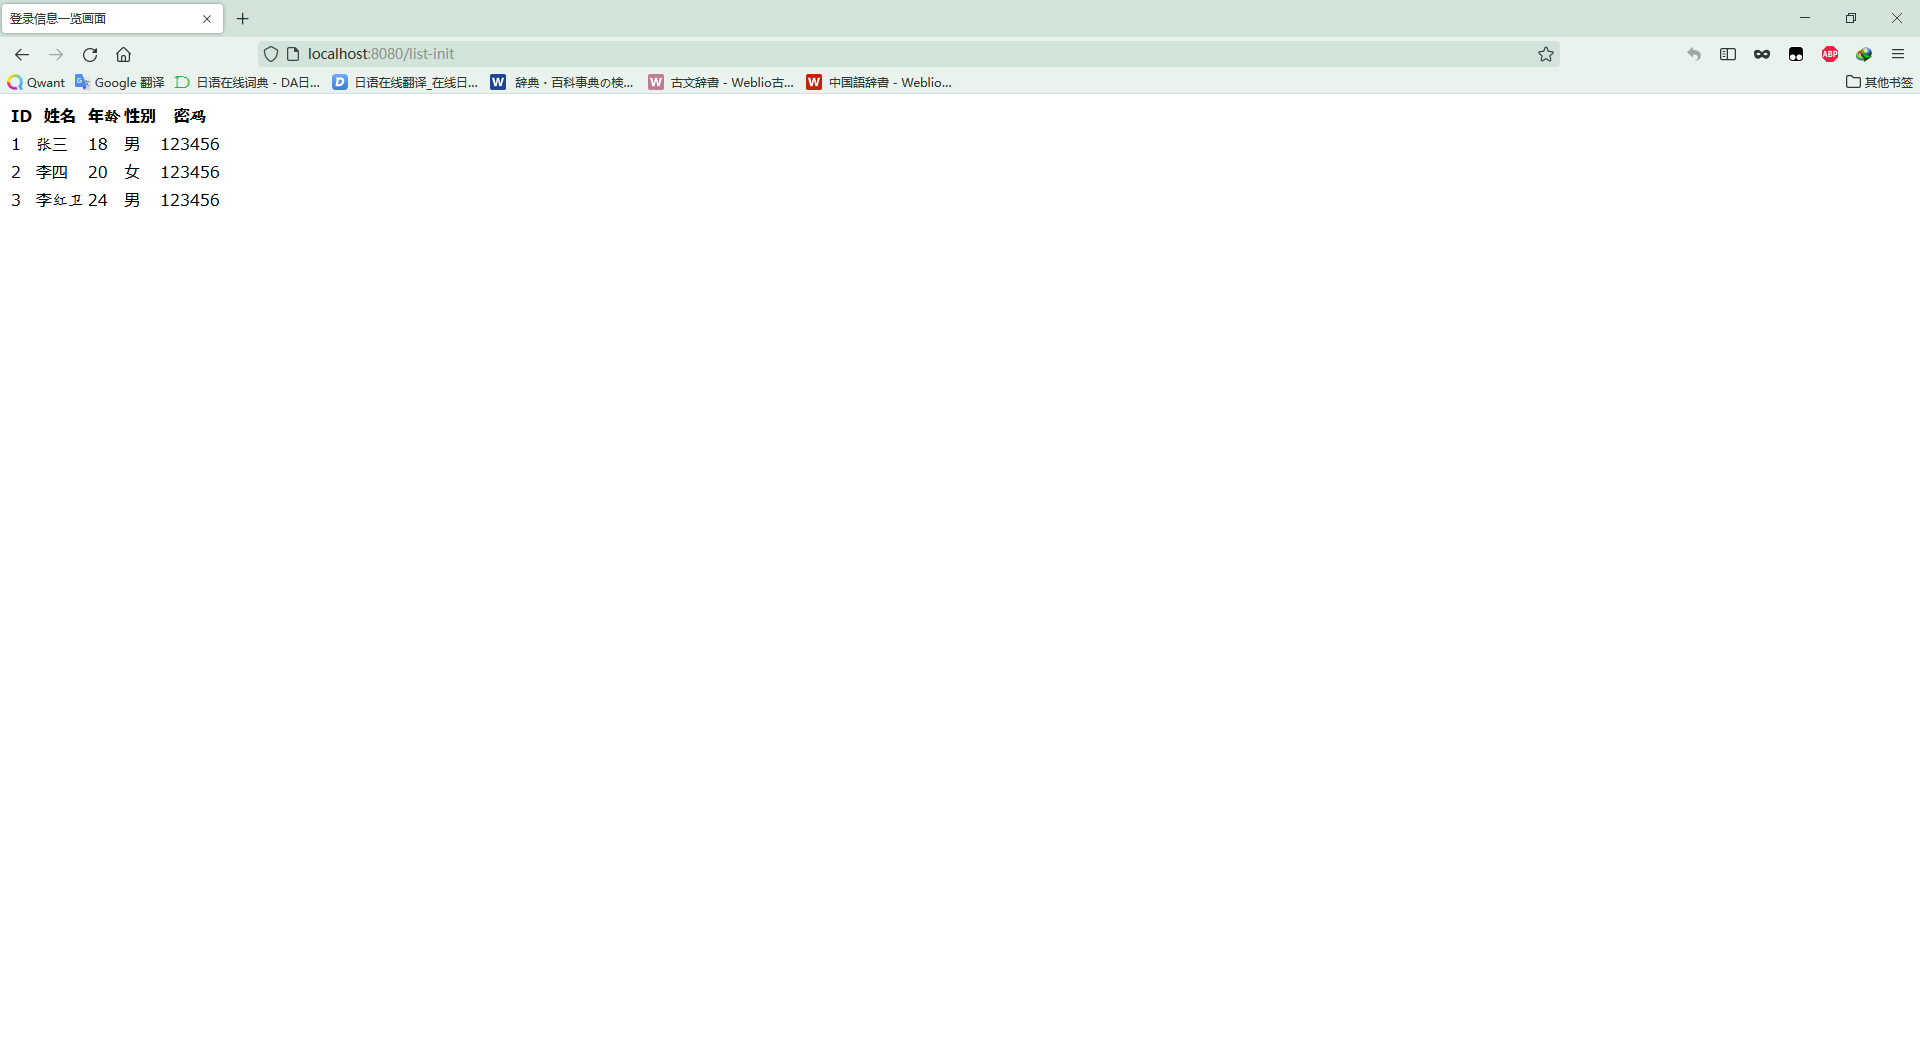 登录信息一览画面
localhost:8080/list-init
Qwant Google 翻译 日语在线词典 - DA日... 日语在线翻译_在线日... 辞典・百科事典の検... 古文辞書 - Weblio古... 中国語辞書 - Weblio... 其他书签
ID 姓名 年龄 性别 密码
1 张三 18 男 123456
2 李四 20 女 123456
3 李红卫 24 男 123456
ABP